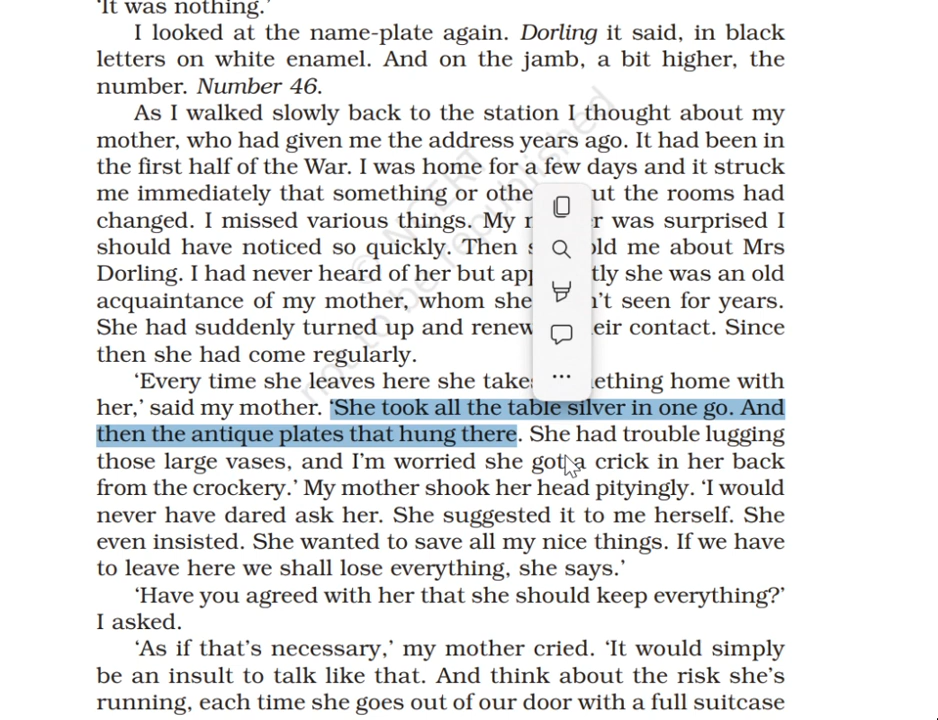 'It was nothing.'
I looked at the name-plate again. Dorling it said, in black
letters on white enamel. And on the jamb, a bit higher, the
number. Number 46.
As I walked slowly back to the station I thought about my
mother, who had given me the address years ago. It had been in
the first half of the War. I was home for a few days and it struck
me immediately that something or othe ut the rooms had
changed. I missed various things. My r was surprised I
should have noticed so quickly. Then old me about Mrs
Dorling. I had never heard of her but app tly she was an old
acquaintance of my mother, whom she n't seen for years.
She had suddenly turned up and renew eir contact. Since
then she had come regularly.
'Every time she leaves here she take ething home with
her,' said my mother. 'She took all the table silver in one go. And
then the antique plates that hung there. She had trouble lugging
those large vases, and I'm worried she got a crick in her back
from the crockery.' My mother shook her head pityingly. 'I would
never have dared ask her. She suggested it to me herself. She
even insisted. She wanted to save all my nice things. If we have
to leave here we shall lose everything, she says.'
'Have you agreed with her that she should keep everything?'
I asked.
'As if that's necessary,' my mother cried. 'It would simply
be an insult to talk like that. And think about the risk she's
running, each time she goes out of our door with a full suitcase
© NCERT
not to be republished